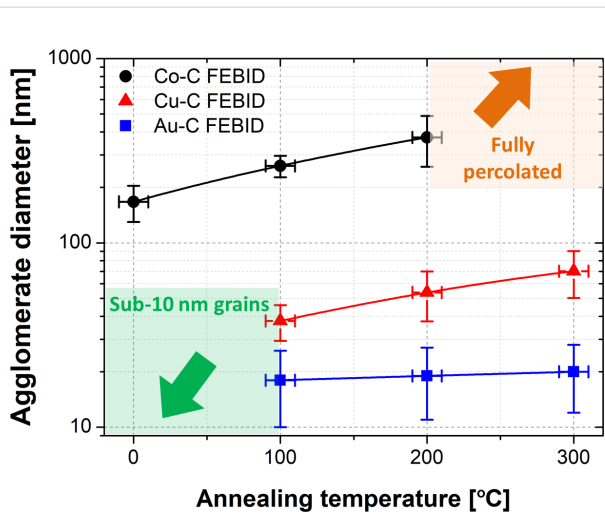 Agglomerate diameter [nm]
1000
100
10
Co-C FEBID
Cu-C FEBID
Au-C FEBID
Fully
percolated
Sub-10 nm grains
0
100
200
300
Annealing temperature [ºC]